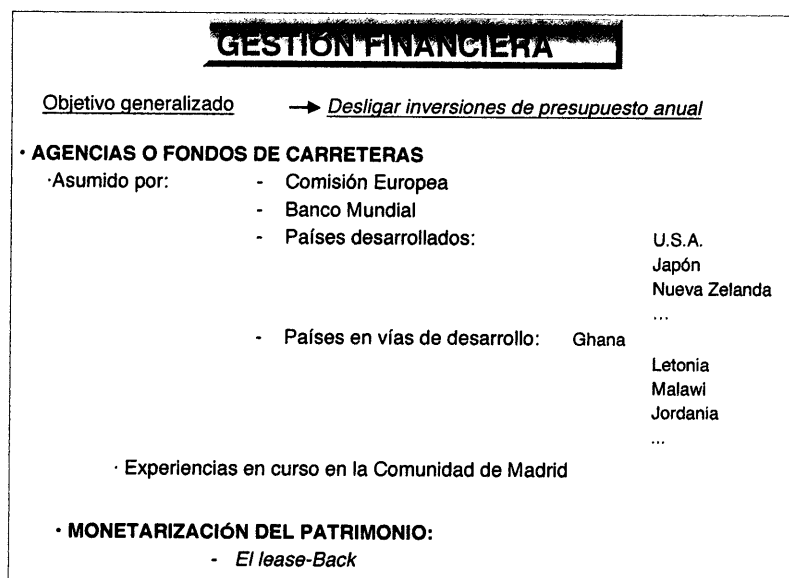 GESTIÓN FINANCIERA
Objetivo generalizado → Desligar inversiones de presupuesto anual
· AGENCIAS O FONDOS DE CARRETERAS
·Asumido por: - Comisión Europea
- Banco Mundial
- Países desarrollados: U.S.A.
Japón
Nueva Zelanda
...
- Países en vías de desarrollo: Ghana
Letonia
Malawi
Jordania
...
· Experiencias en curso en la Comunidad de Madrid
· MONETARIZACIÓN DEL PATRIMONIO:
- El lease-Back